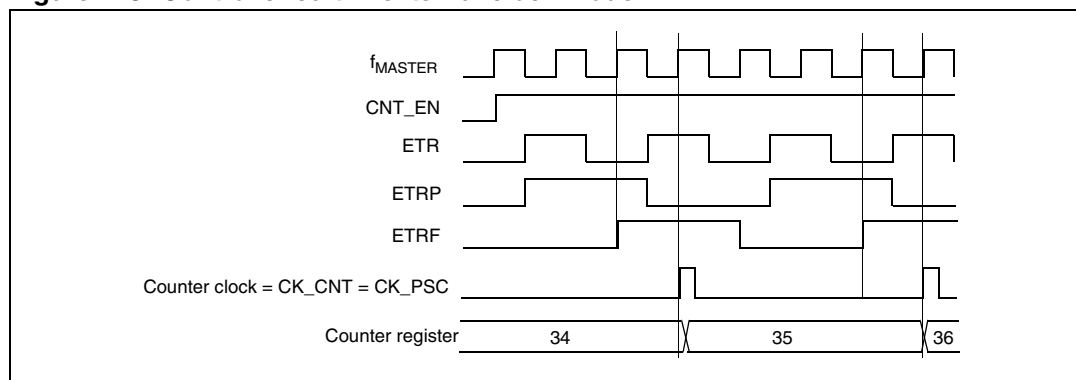 fMASTER
CNT_EN
ETR
ETRP
ETRF
Counter clock = CK_CNT = CK_PSC
Counter register 34 35 36